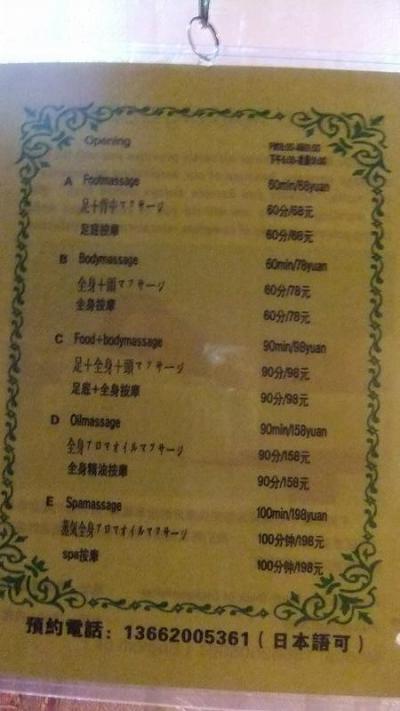 Opening
A Footmassage 60min/68yuan
足+背中マッサージ 60分/68元
足底按摩 60分/68元
B Bodymassage 60min/78yuan
全身+頭マッサージ 60分/78元
全身按摩 60分/78元
C Food+bodymassage 90min/98yuan
足+全身+頭マッサージ 90分/98元
足底+全身按摩 90分/98元
D Oilmassage 90min/158yuan
全身アロマオイルマッサージ 90分/158元
全身精油按摩 90分/158元
E Spamassage 100min/198yuan
蒸気全身アロマオイルマッサージ 100分钟/198元
spa按摩 100分钟/198元
預約電話：13662005361（日本語可）